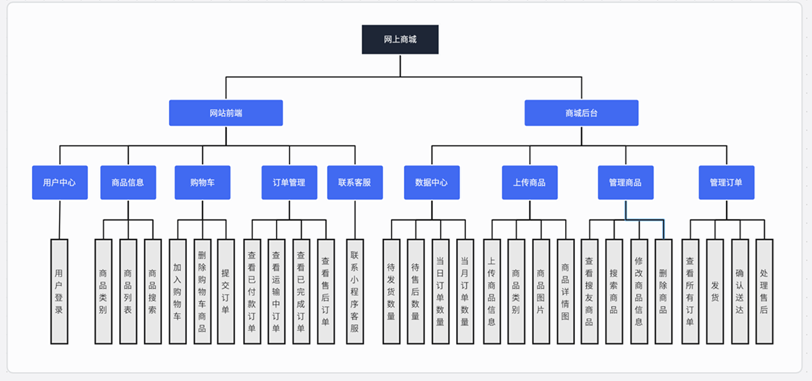 网上商城
网站前端
商城后台
用户中心
商品信息
购物车
订单管理
联系客服
数据中心
上传商品
管理商品
管理订单
用户登录
商品类别
商品列表
商品搜索
加入购物车
删除购物车商品
提交订单
查看已付款订单
查看运输中订单
查看已完成订单
查看售后订单
联系小程序客服
待发货数量
待售后数量
当日订单数量
当月订单数量
上传商品信息
商品类别
商品图片
商品详情图
查看搜友商品
搜索商品
修改商品信息
删除商品
查看所有订单
发货
确认送达
处理售后